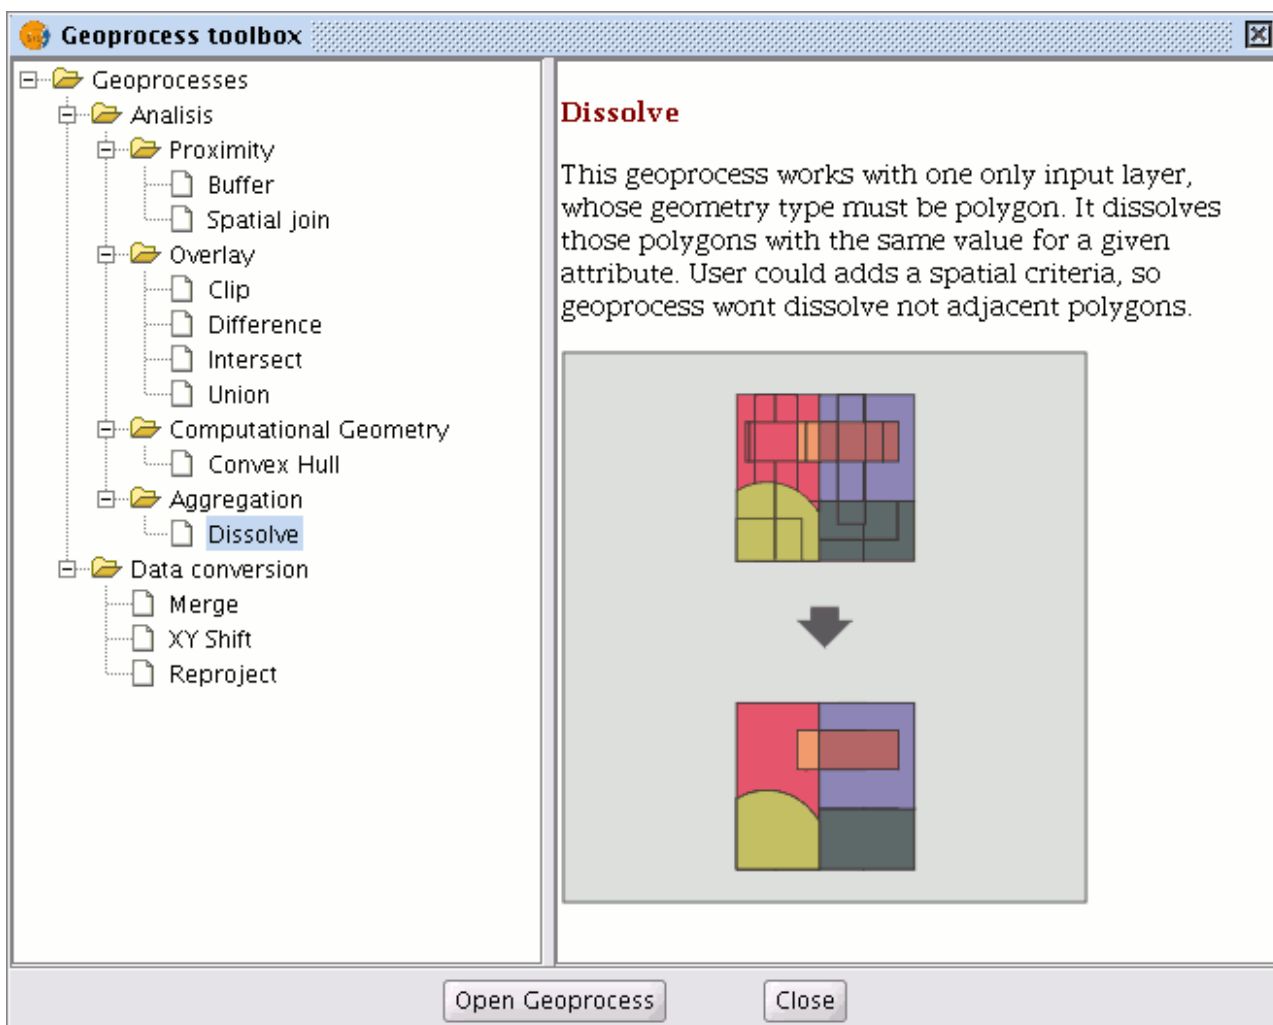 Geoprocess toolbox
Geoprocesses
Analisis
Proximity
Buffer
Spatial join
Overlay
Clip
Difference
Intersect
Union
Computational Geometry
Convex Hull
Aggregation
Dissolve
Data conversion
Merge
XY Shift
Reproject
Dissolve
This geoprocess works with one only input layer,
whose geometry type must be polygon. It dissolves
those polygons with the same value for a given
attribute. User could adds a spatial criteria, so
geoprocess wont dissolve not adjacent polygons.
Open Geoprocess
Close